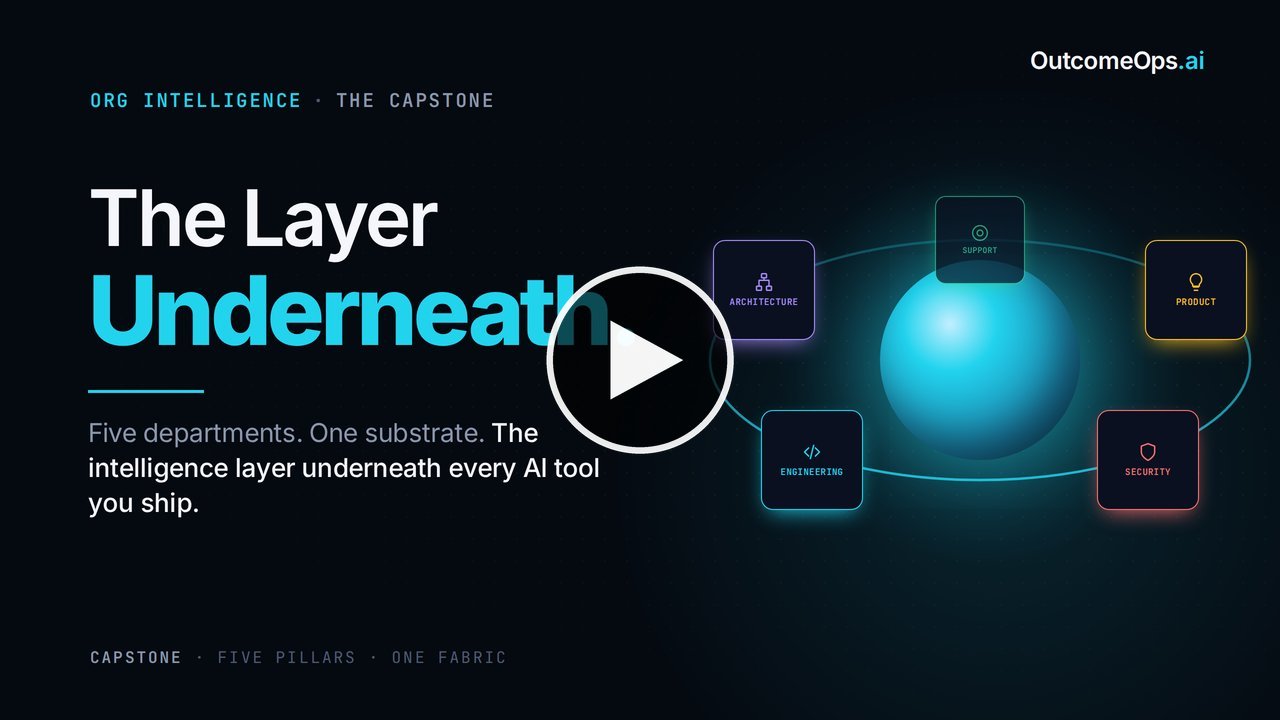 OutcomeOps.ai
ORG INTELLIGENCE · THE CAPSTONE
The Layer
Underneath.
Five departments. One substrate. The
intelligence layer underneath every AI tool
you ship.
SUPPORT
ARCHITECTURE
PRODUCT
ENGINEERING
SECURITY
CAPSTONE · FIVE PILLARS · ONE FABRIC